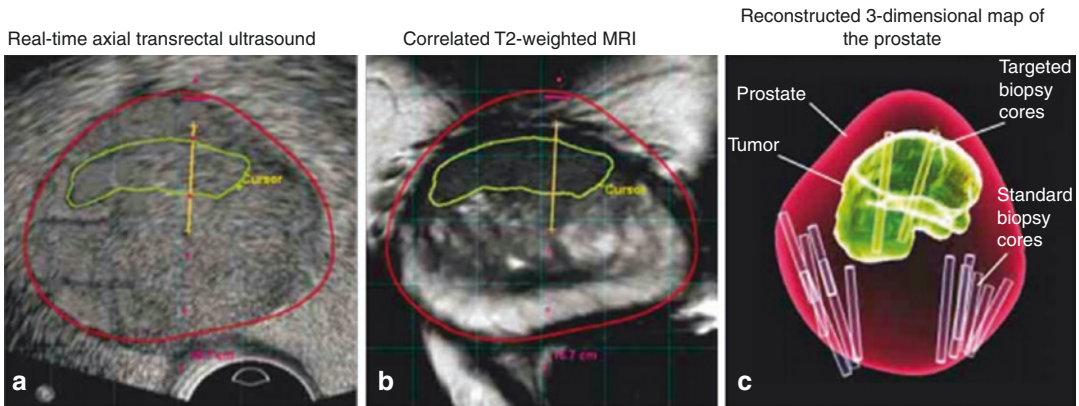 Real-time axial transrectal ultrasound
Correlated T2-weighted MRI
Reconstructed 3-dimensional map of
the prostate
Cursor
a
Cursor
b
Prostate
Tumor
Targeted
biopsy
cores
Standard
biopsy
cores
c